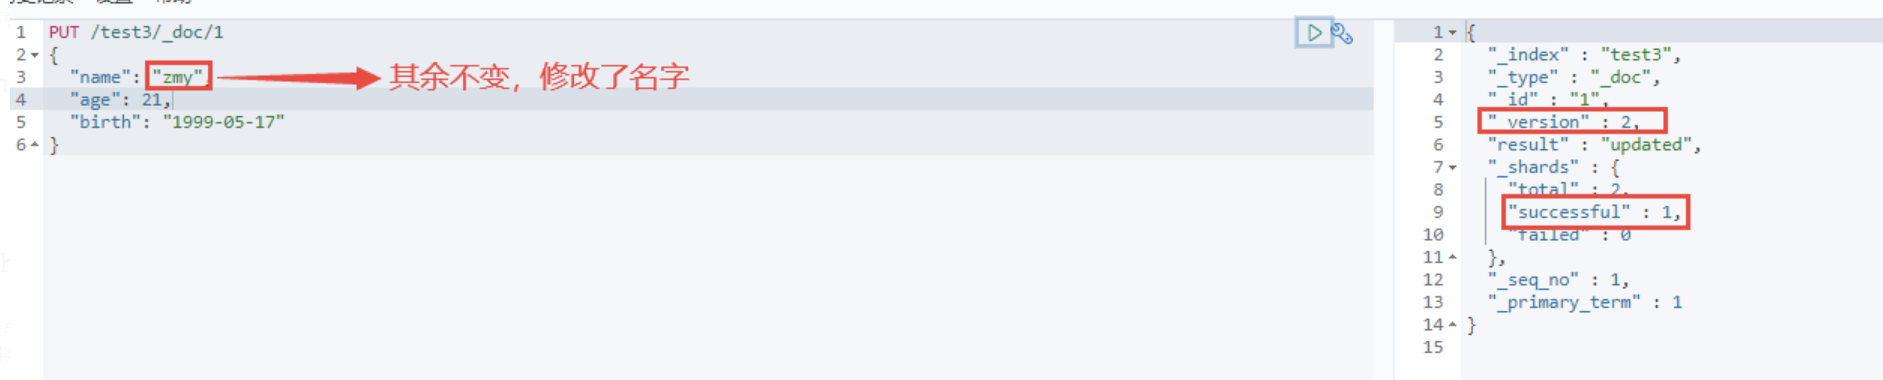 1 PUT /test3/_doc/1
2 {
3 "name": "zmy", 其余不变，修改了名字
4 "age": 21,
5 "birth": "1999-05-17"
6 }
1 {
2 "_index" : "test3",
3 "_type" : "_doc",
4 "_id" : "1",
5 "_version" : 2,
6 "result" : "updated",
7 "_shards" : {
8 "total" : 2,
9 "successful" : 1,
10 "failed" : 0
11 },
12 "_seq_no" : 1,
13 "_primary_term" : 1
14 }
15